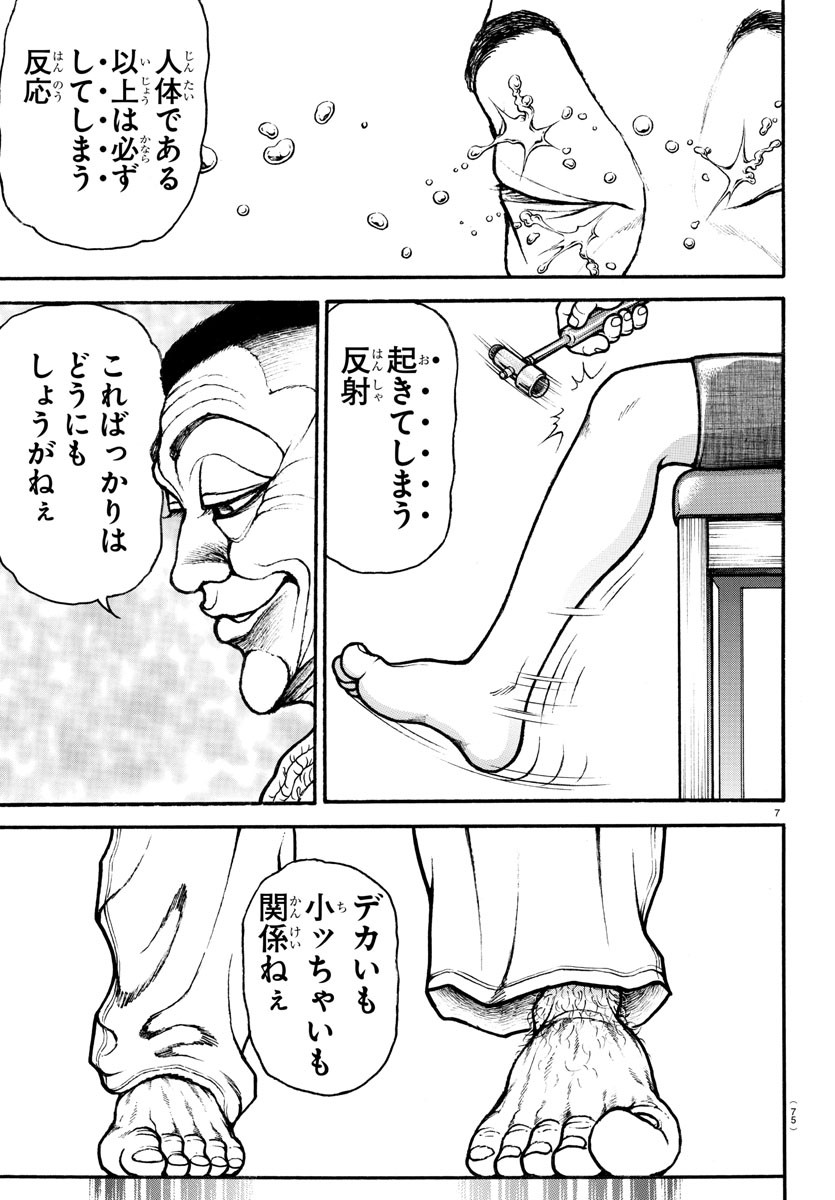 人体である
以上は必ず
してしまう
反応
起きてしまう
反射
こればっかりは
どうにも
しょうがねぇ
7
デカいも
小ッちゃいも
関係ねぇ
(75)